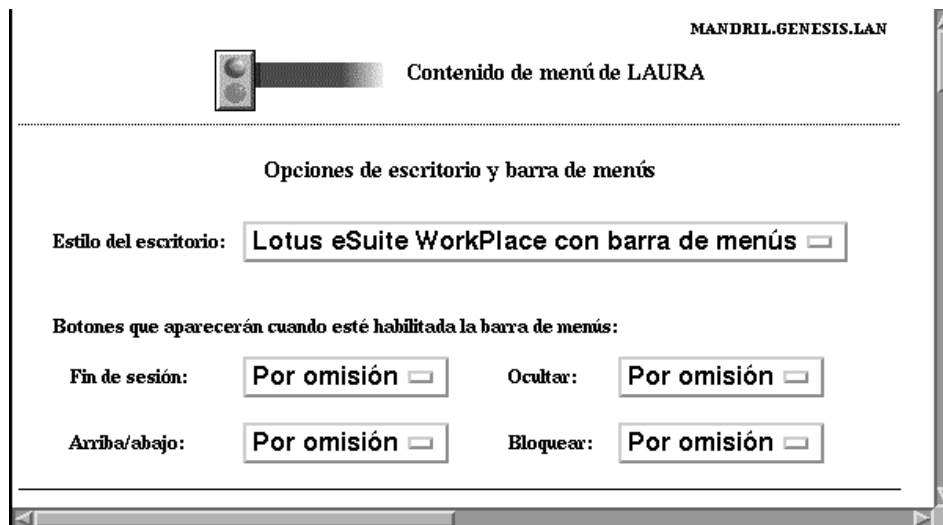 MANDRIL.GENESIS.LAN
Contenido de menú de LAURA
Opciones de escritorio y barra de menús
Estilo del escritorio: Lotus eSuite WorkPlace con barra de menús
Botones que aparecerán cuando esté habilitada la barra de menús:
Fin de sesión: Por omisión Ocultar: Por omisión
Arriba/abajo: Por omisión Bloquear: Por omisión